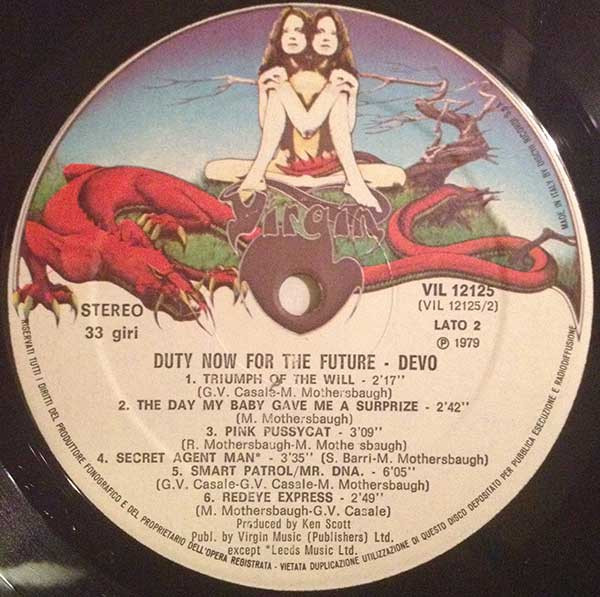 Virgin
MADE IN ITALY BY DISCHI RICORDI S.p.A.
STEREO
33 giri
VIL 12125
(VIL 12125/2)
LATO 2
Ⓟ 1979
DUTY NOW FOR THE FUTURE - DEVO
1. TRIUMPH OF THE WILL - 2'17''
(G.V. Casale-M. Mothersbaugh)
2. THE DAY MY BABY GAVE ME A SURPRIZE - 2'42''
(M. Mothersbaugh)
3. PINK PUSSYCAT - 3'09''
(R. Mothersbaugh-M. Mothe sbaugh)
4. SECRET AGENT MAN* - 3'35'' (S. Barri-M. Mothersbaugh)
5. SMART PATROL/MR. DNA. - 6'05''
(G.V. Casale-G.V. Casale-M. Mothersbaugh)
6. REDEYE EXPRESS - 2'49''
(M. Mothersbaugh-G.V. Casale)
Produced by Ken Scott
Publ. by Virgin Music (Publishers) Ltd.
except *Leeds Music Ltd.
RISERVATI TUTTI I DIRITTI DEL PRODUTTORE FONOGRAFICO E DEL PROPRIETARIO DELL'OPERA REGISTRATA - VIETATA DUPLICAZIONE UTILIZZAZIONE DI QUESTO DISCO DEPOSITATO PER PUBBLICA ESECUZIONE E RADIODIFFUSIONE